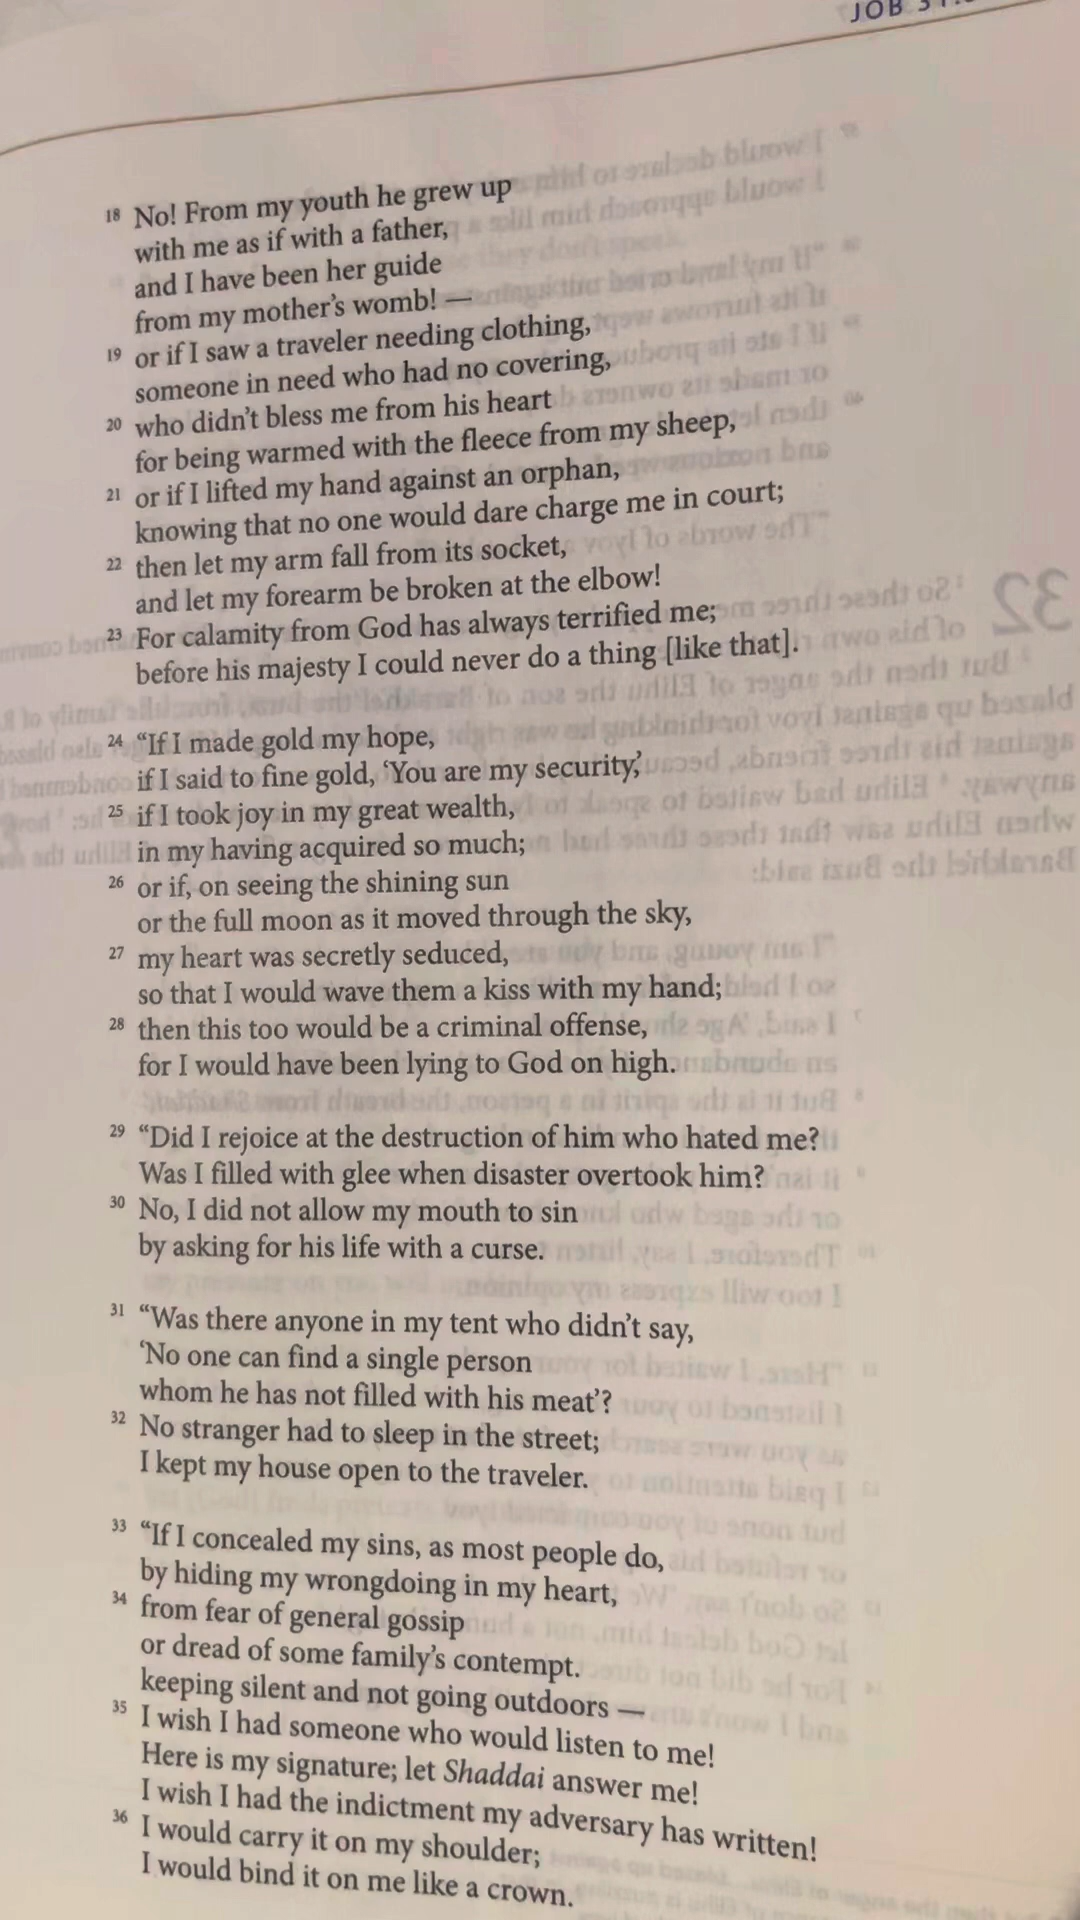 JOB 31:
18 No! From my youth he grew up
with me as if with a father,
and I have been her guide
from my mother's womb! —
19 or if I saw a traveler needing clothing,
someone in need who had no covering,
20 who didn't bless me from his heart
for being warmed with the fleece from my sheep,
21 or if I lifted my hand against an orphan,
knowing that no one would dare charge me in court;
22 then let my arm fall from its socket,
and let my forearm be broken at the elbow!
23 For calamity from God has always terrified me;
before his majesty I could never do a thing [like that].
24 “If I made gold my hope,
if I said to fine gold, ‘You are my security,’
25 if I took joy in my great wealth,
in my having acquired so much;
26 or if, on seeing the shining sun
or the full moon as it moved through the sky,
27 my heart was secretly seduced,
so that I would wave them a kiss with my hand;
28 then this too would be a criminal offense,
for I would have been lying to God on high.
29 “Did I rejoice at the destruction of him who hated me?
Was I filled with glee when disaster overtook him?
30 No, I did not allow my mouth to sin
by asking for his life with a curse.
31 “Was there anyone in my tent who didn't say,
‘No one can find a single person
whom he has not filled with his meat’?
32 No stranger had to sleep in the street;
I kept my house open to the traveler.
33 “If I concealed my sins, as most people do,
by hiding my wrongdoing in my heart,
34 from fear of general gossip
or dread of some family's contempt.
keeping silent and not going outdoors —
35 I wish I had someone who would listen to me!
Here is my signature; let Shaddai answer me!
I wish I had the indictment my adversary has written!
36 I would carry it on my shoulder;
I would bind it on me like a crown.